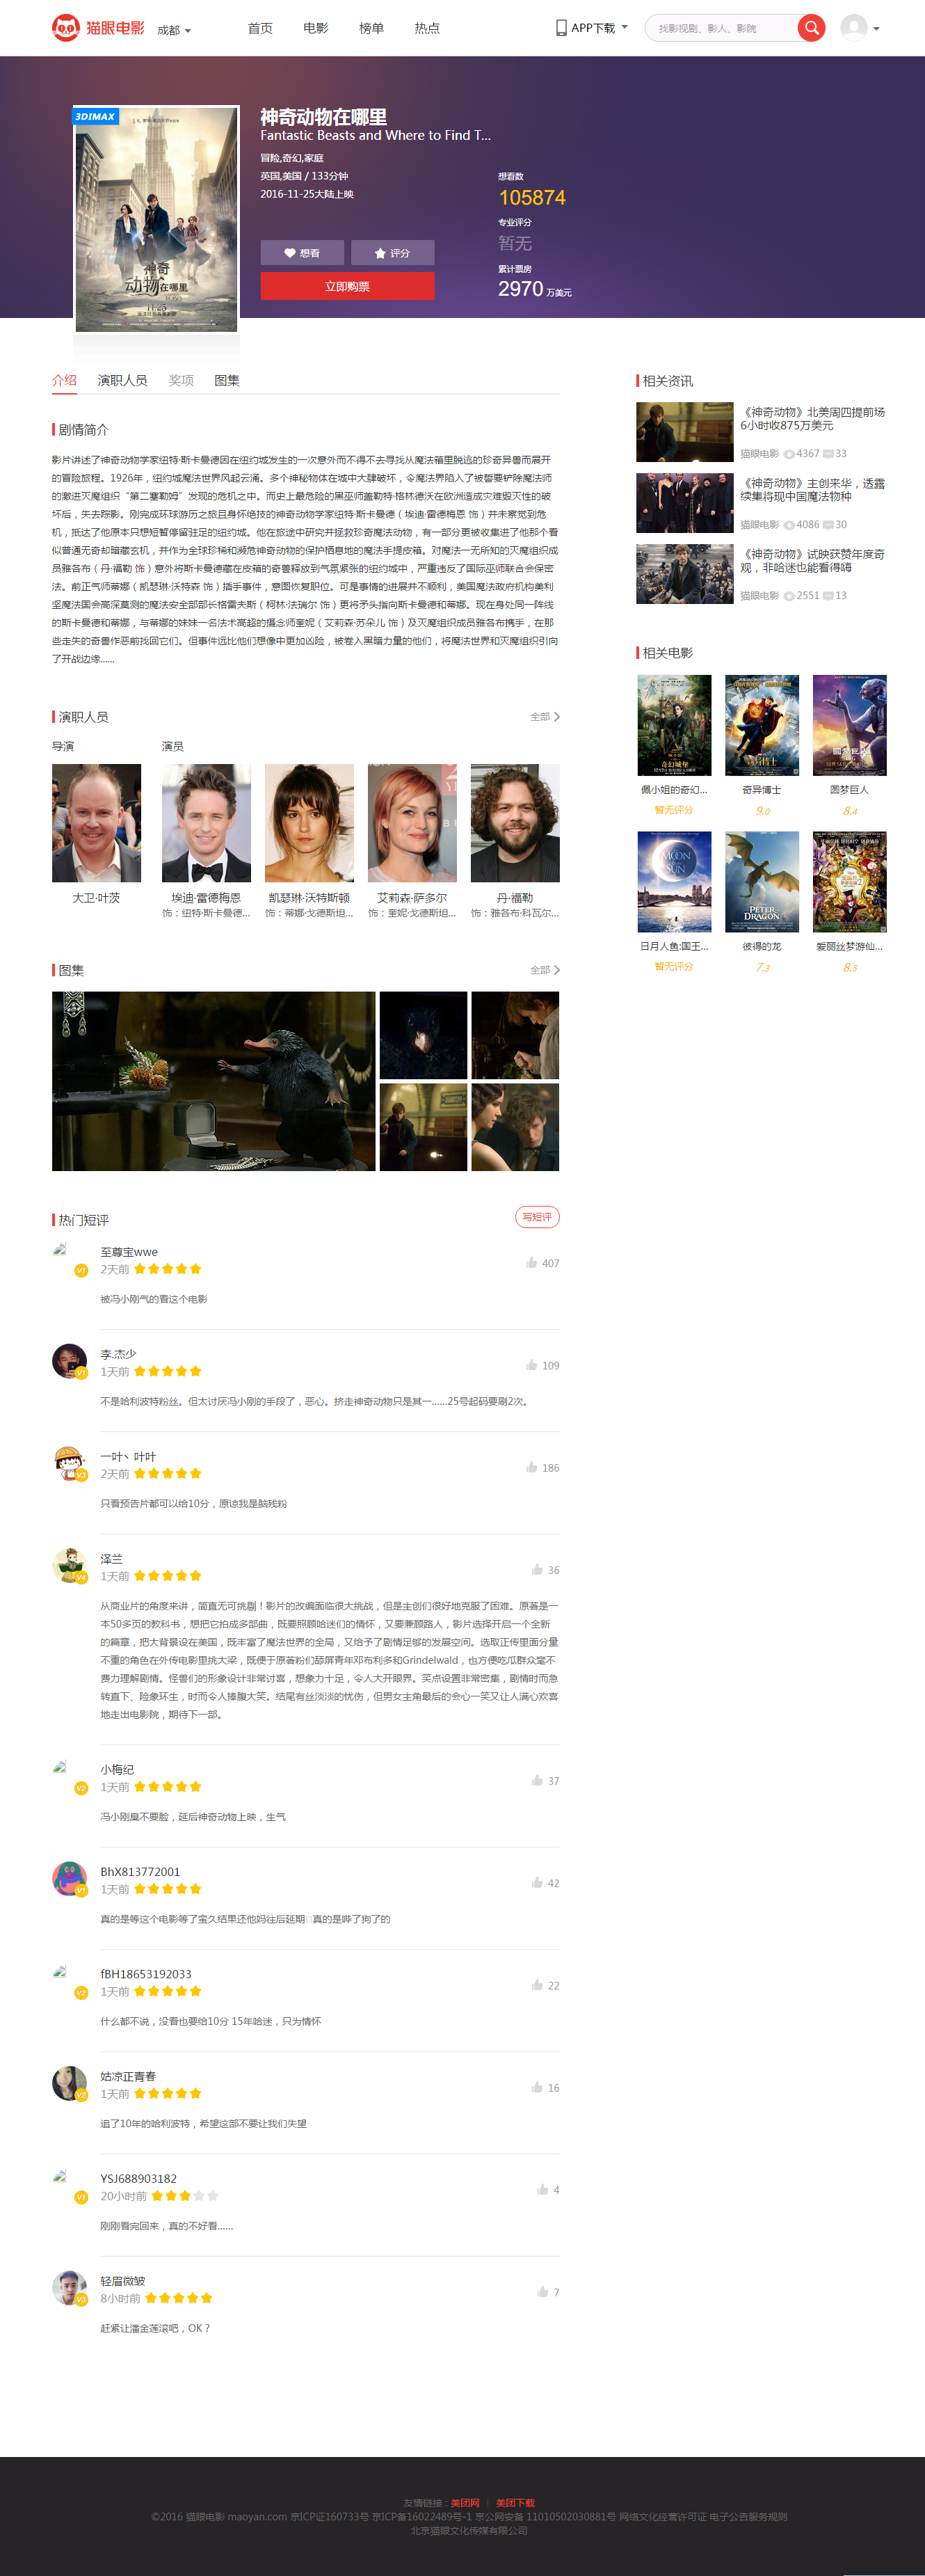 猫眼电影 成都 首页 电影 榜单 热点 APP下载 找影视剧、影人、影院
3DIMAX
神奇动物在哪里
Fantastic Beasts and Where to Find T...
冒险,奇幻,家庭
英国,美国 / 133分钟
2016-11-25大陆上映
想看数
105874
专业评分
暂无
累计票房
2970 万美元
想看 评分
立即购票
神奇
动物在哪里
11.25
介绍 演职人员 奖项 图集
剧情简介
影片讲述了神奇动物学家纽特·斯卡曼德因在纽约城发生的一次意外而不得不去寻找从魔法箱里脱逃的珍奇异兽而展开
的冒险旅程。1926年，纽约城魔法世界风起云涌。多个神秘物体在城中大肆破坏，令魔法界陷入了被誓要铲除魔法师
的激进灭魔组织“第二塞勒姆”发现的危机之中。而史上最危险的黑巫师盖勒特·格林德沃在欧洲造成灾难毁灭性的破
坏后，失去踪影。刚完成环球游历之旅且身怀绝技的神奇动物学家纽特·斯卡曼德（埃迪·雷德梅恩 饰）并未察觉到危
机，抵达了他原本只想短暂停留驻足的纽约城。他在旅途中研究并拯救珍奇魔法动物，有一部分更被收集进了他那个看
似普通无奇却暗藏玄机，并作为全球珍稀和濒危神奇动物的保护栖息地的魔法手提皮箱。对魔法一无所知的灭魔组织成
员雅各布（丹·福勒 饰）意外将斯卡曼德藏在皮箱的奇兽释放到气氛紧张的纽约城中，严重违反了国际巫师联合会保密
法。前正气师蒂娜（凯瑟琳·沃特森 饰）插手事件，意图恢复职位。可是事情的进展并不顺利，美国魔法政府机构美利
坚魔法国会高深莫测的魔法安全部部长格雷夫斯（柯林·法瑞尔 饰）更将矛头指向斯卡曼德和蒂娜。现在身处同一阵线
的斯卡曼德，与蒂娜的妹妹一名法术高超的摄念师奎妮（艾莉森·苏朵儿 饰）及灭魔组织成员雅各布携手，在那
些走失的奇兽作恶前找回它们。但事件远比他们想像中更加凶险，被卷入黑暗力量的他们，将魔法世界和灭魔组织引向
了开战边缘......
演职人员 全部
导演 演员
大卫·叶茨 埃迪·雷德梅恩 凯瑟琳·沃特斯顿 艾莉森·萨多尔 丹·福勒
饰：纽特·斯卡曼德... 饰：蒂娜·戈德斯坦... 饰：奎妮·戈德斯坦... 饰：雅各布·科瓦尔...
图集 全部
热门短评 写短评
至尊宝wwe
V1 2天前 407
被冯小刚气的看这个电影
李.杰少
V1 1天前 109
不是哈利波特粉丝。但太讨厌冯小刚的手段了，恶心。挤走神奇动物只是其一……25号起码要刷2次。
一叶丶叶叶
V3 2天前 186
只看预告片都可以给10分，原谅我是脑残粉
泽兰
V4 1天前 36
从商业片的角度来讲，简直无可挑剔！影片的改编面临很大挑战，但是主创们很好地克服了困难。原著是一
本50多页的教科书，想把它拍成多部曲，既要照顾哈迷们的情怀，又要兼顾路人，影片选择开启一个全新
的篇章，把大背景设在美国，既丰富了魔法世界的全局，又给予了剧情足够的发展空间。选取正传里面分量
不重的角色在外传电影里挑大梁，既便于原著粉们舔屏青年邓布利多和Grindelwald，也方便吃瓜群众毫不
费力理解剧情。怪兽们的形象设计非常讨喜，想象力十足，令人大开眼界。笑点设置非常密集，剧情时而急
转直下、险象环生，时而令人捧腹大笑。结尾有丝淡淡的忧伤，但男女主角最后的会心一笑又让人满心欢喜
地走出电影院，期待下一部。
小梅纪
V2 1天前 37
冯小刚臭不要脸，延后神奇动物上映，生气
BhX813772001
V1 1天前 42
真的是等这个电影等了蛮久结果还他妈往后延期□真的是哔了狗了的
fBH18653192033
V2 1天前 22
什么都不说，没看也要给10分 15年哈迷，只为情怀
姑凉正青春
V2 1天前 16
追了10年的哈利波特，希望这部不要让我们失望
YSJ688903182
V1 20小时前 4
刚刚看完回来，真的不好看……
轻眉微皱
V3 8小时前 7
赶紧让潘金莲滚吧，OK？
相关资讯
《神奇动物》北美周四提前场
6小时收875万美元
猫眼电影 4367 33
《神奇动物》主创来华，透露
续集将现中国魔法物种
猫眼电影 4086 30
《神奇动物》试映获赞年度奇
观，非哈迷也能看得嗨
猫眼电影 2551 13
相关电影
佩小姐的奇幻... 奇异博士 圆梦巨人
暂无评分 9.0 8.4
日月人鱼:国王... 彼得的龙 爱丽丝梦游仙...
暂无评分 7.3 8.5
友情链接 : 美团网 | 美团下载
©2016 猫眼电影 maoyan.com 京ICP证160733号 京ICP备16022489号-1 京公网安备 11010502030881号 网络文化经营许可证 电子公告服务规则
北京猫眼文化传媒有限公司